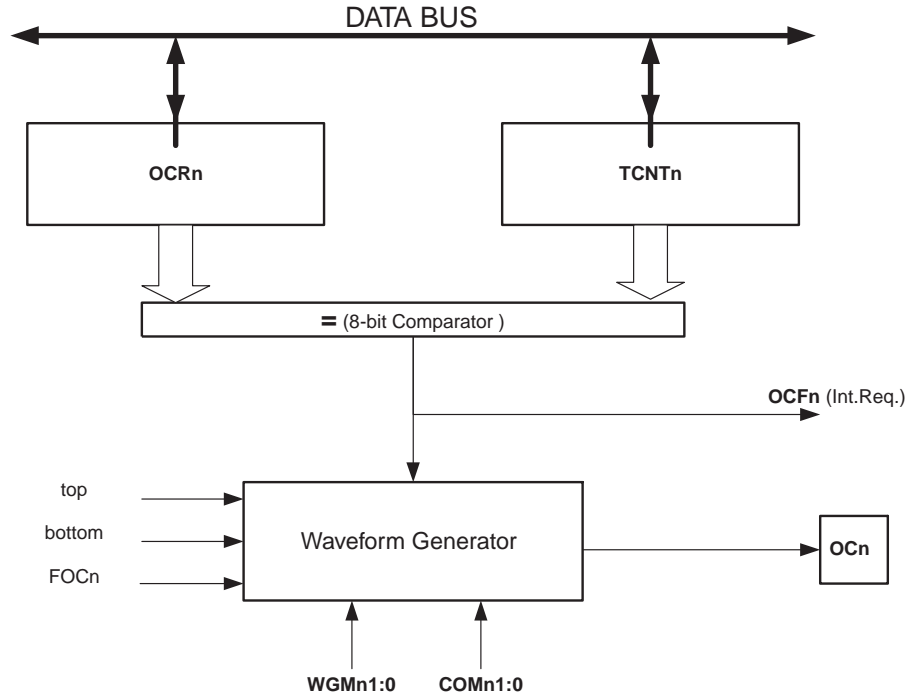 DATA BUS
OCRn
TCNTn
= (8-bit Comparator )
OCFn (Int.Req.)
top
bottom
FOCn
Waveform Generator
OCn
WGMn1:0
COMn1:0